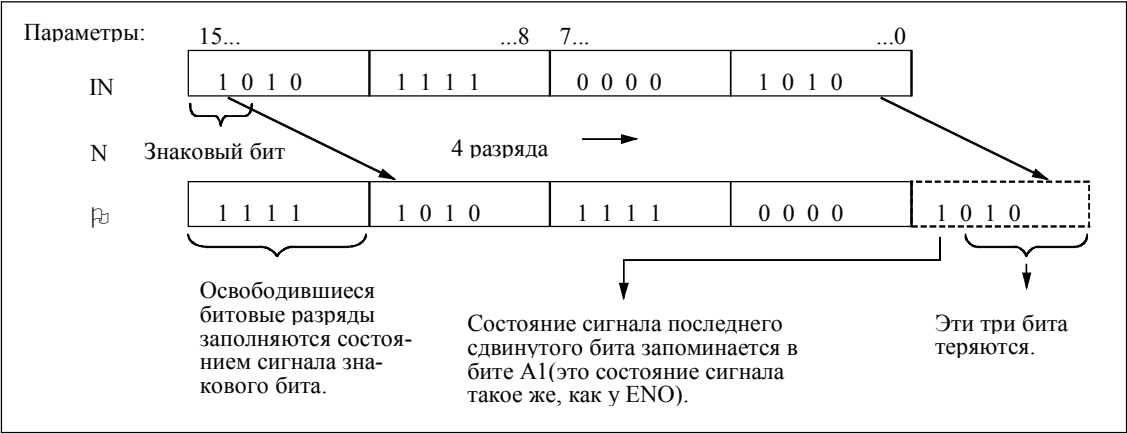 Параметры:
15... ...8 7... ...0
IN 1 0 1 0 1 1 1 1 0 0 0 0 1 0 1 0
Знаковый бит
N 4 разряда
1 1 1 1 1 0 1 0 1 1 1 1 0 0 0 0 1 0 1 0
Освободившиеся
битовые разряды
заполняются состоя-
нием сигнала зна-
кового бита.
Состояние сигнала последнего
сдвинутого бита запоминается в
бите A1(это состояние сигнала
такое же, как у ENO).
Эти три бита
теряются.